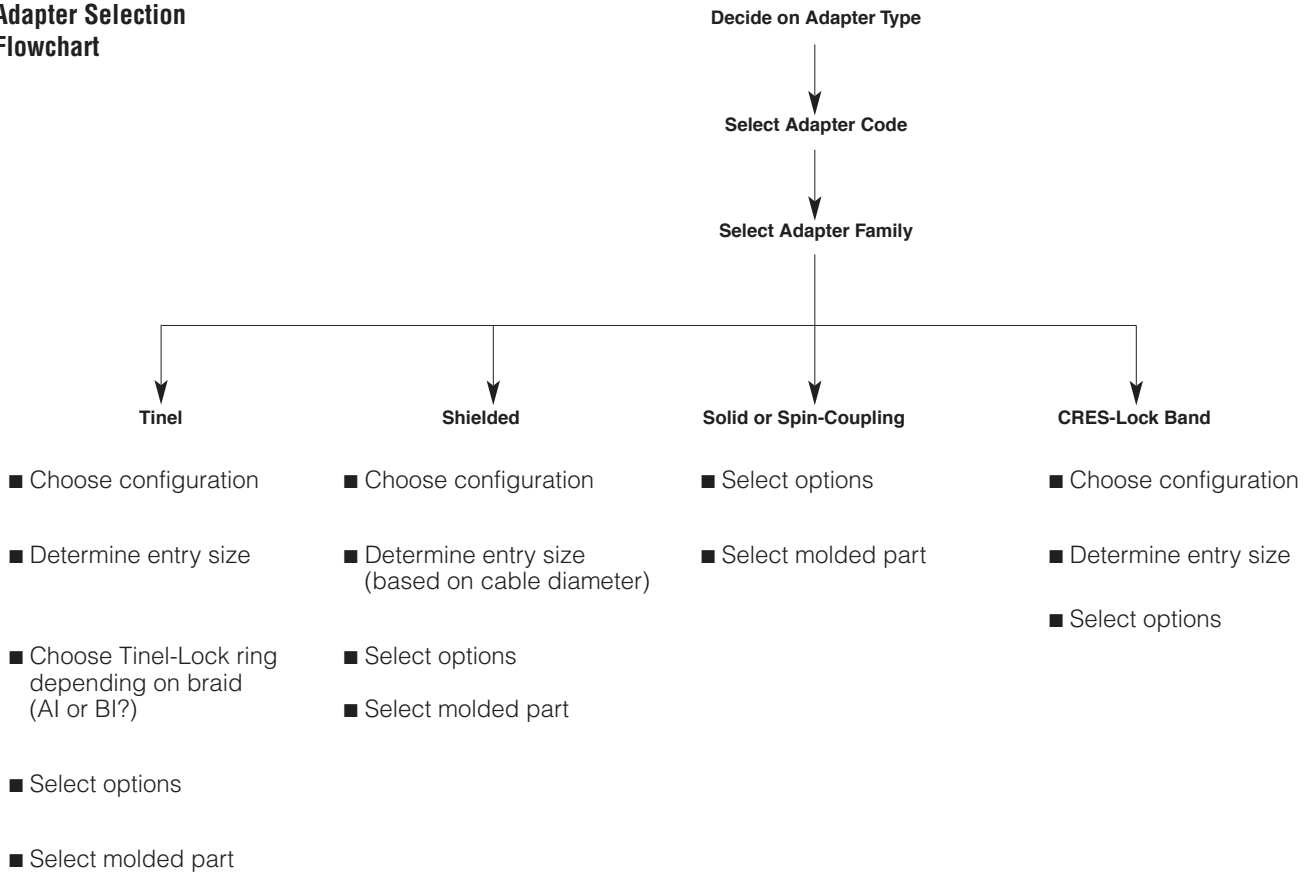 Adapter Selection
Flowchart
Decide on Adapter Type
Select Adapter Code
Select Adapter Family
Tinel
■ Choose configuration
■ Determine entry size
■ Choose Tinel-Lock ring
depending on braid
(AI or BI?)
■ Select options
■ Select molded part
Shielded
■ Choose configuration
■ Determine entry size
(based on cable diameter)
■ Select options
■ Select molded part
Solid or Spin-Coupling
■ Select options
■ Select molded part
CRES-Lock Band
■ Choose configuration
■ Determine entry size
■ Select options